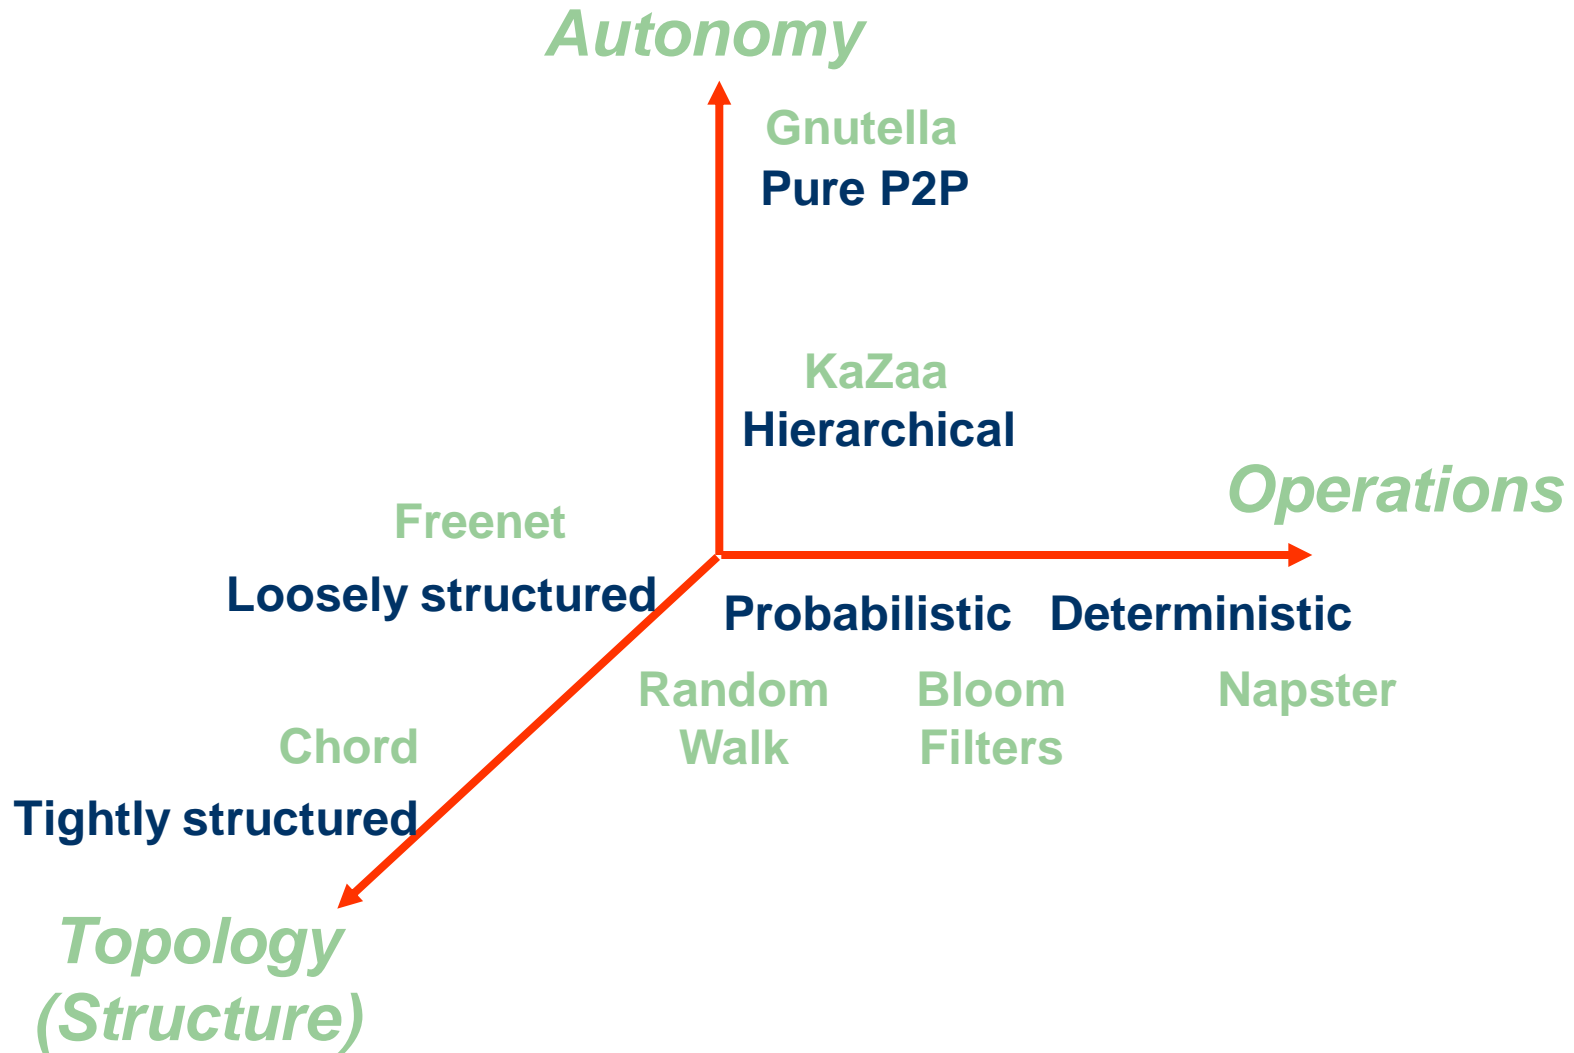 Autonomy
Gnutella
Pure P2P
KaZaa
Hierarchical
Operations
Freenet
Loosely structured
Probabilistic Deterministic
Random Bloom Napster
Walk Filters
Chord
Tightly structured
Topology
(Structure)